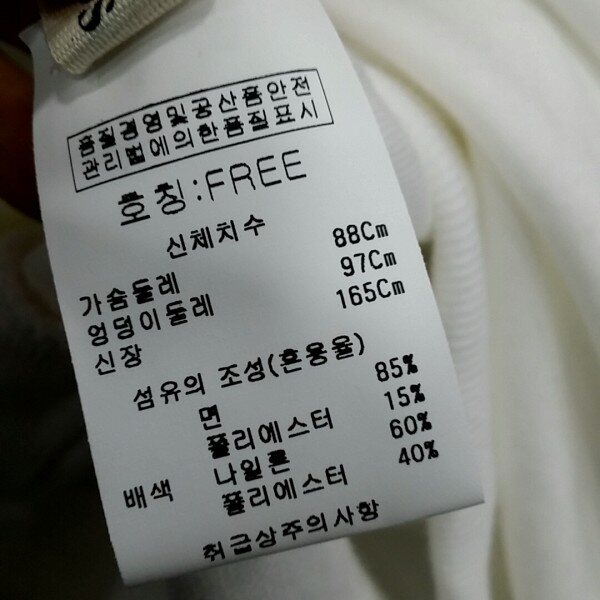 품질경영및공산품안전
관리법에의한품질표시
호칭:FREE
신체치수
가슴둘레 88Cm
엉덩이둘레 97Cm
신장 165Cm
섬유의 조성(혼용율)
면 85%
폴리에스터 15%
배색 나일론 60%
폴리에스터 40%
취급상주의사항